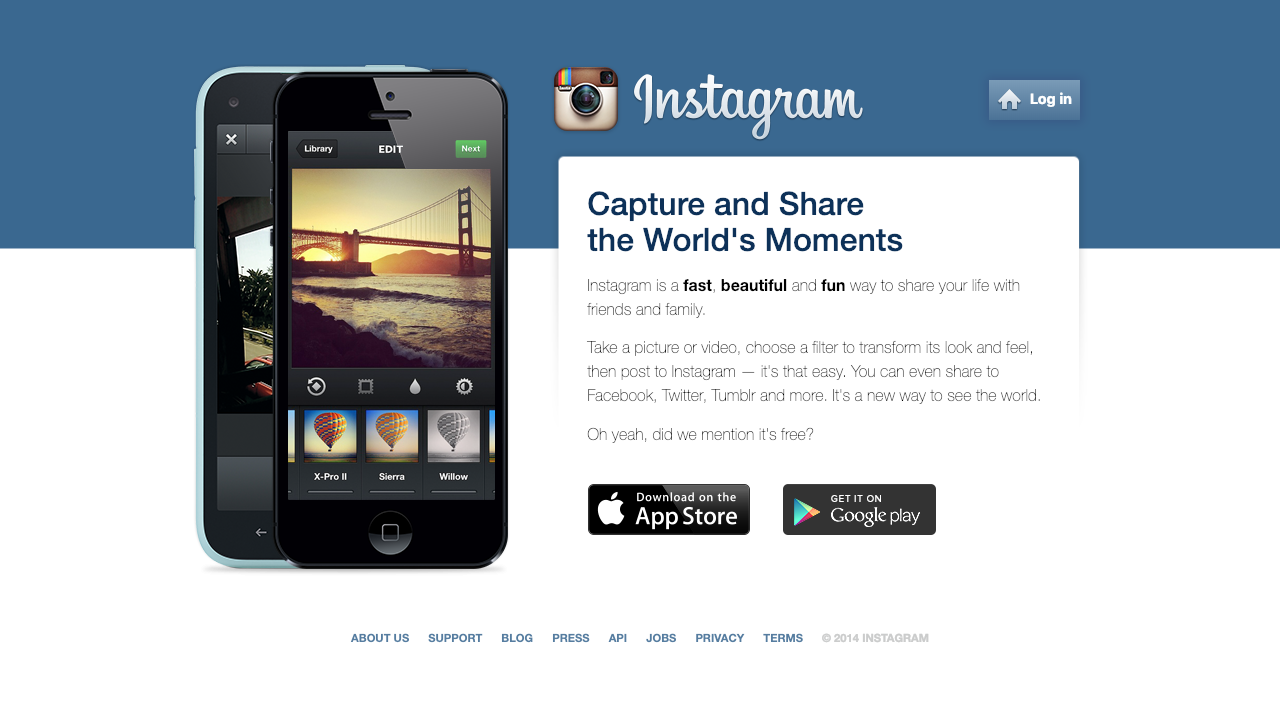 Instagram
Log in
Library
EDIT
Next
X-Pro II
Sierra
Willow
Capture and Share
the World's Moments
Instagram is a fast, beautiful and fun way to share your life with
friends and family.
Take a picture or video, choose a filter to transform its look and feel,
then post to Instagram — it's that easy. You can even share to
Facebook, Twitter, Tumblr and more. It's a new way to see the world.
Oh yeah, did we mention it's free?
Download on the
App Store
GET IT ON
Google play
ABOUT US SUPPORT BLOG PRESS API JOBS PRIVACY TERMS © 2014 INSTAGRAM